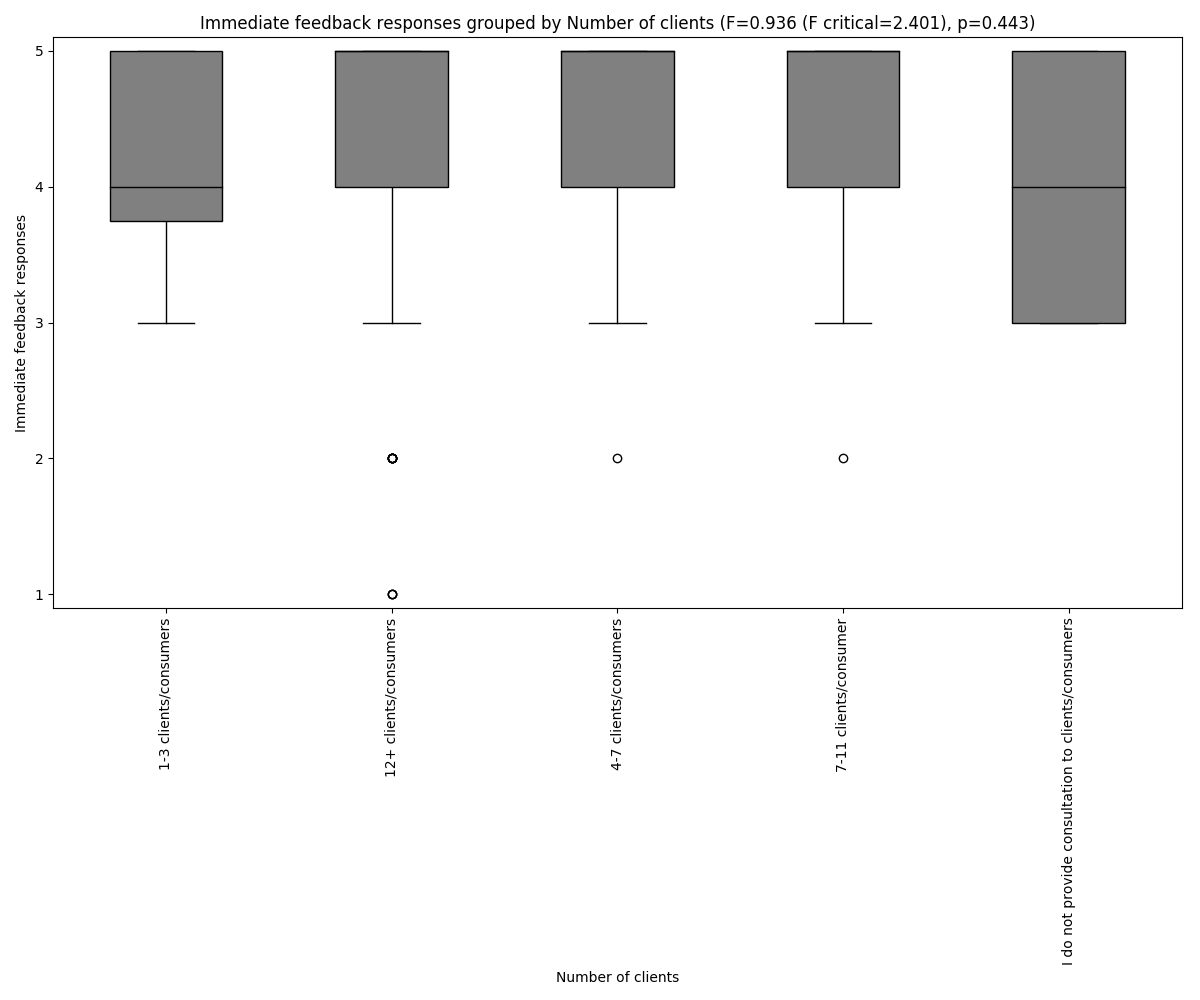 Immediate feedback responses grouped by Number of clients (F=0.936 (F critical=2.401), p=0.443)
Immediate feedback responses
5
4
3
2
1
1-3 clients/consumers
12+ clients/consumers
4-7 clients/consumers
7-11 clients/consumer
I do not provide consultation to clients/consumers
Number of clients